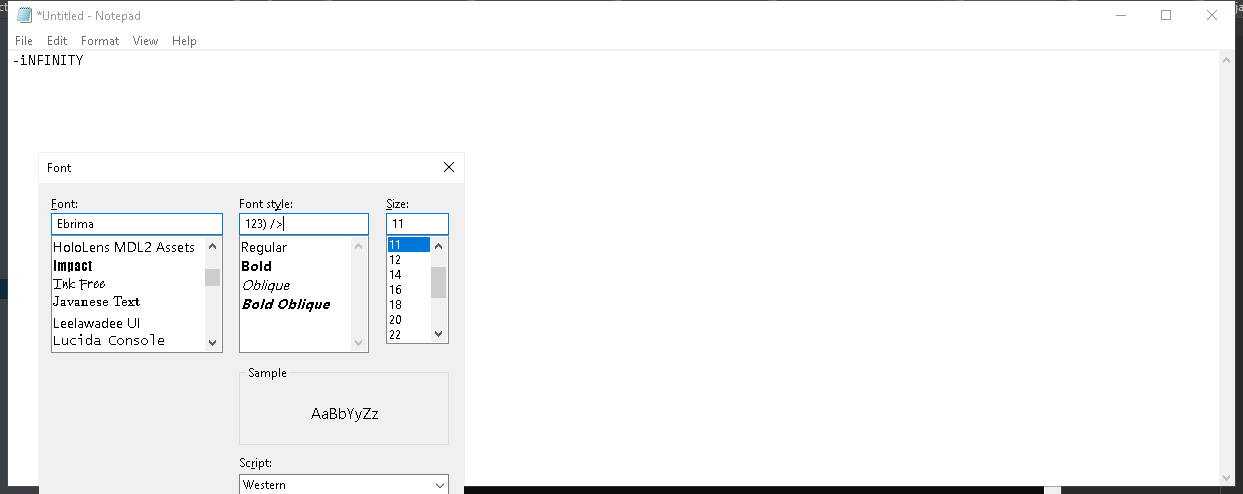 *Untitled - Notepad
File Edit Format View Help
-iNFINITY
Font
Font: Font style: Size:
Ebrima 123) /> 11
HoloLens MDL2 Assets Regular 11
Impact Bold 12
Ink Free Oblique 14
Javanese Text Bold Oblique 16
Leelawadee UI 18
Lucida Console 20
22
Sample
AaBbYyZz
Script:
Western